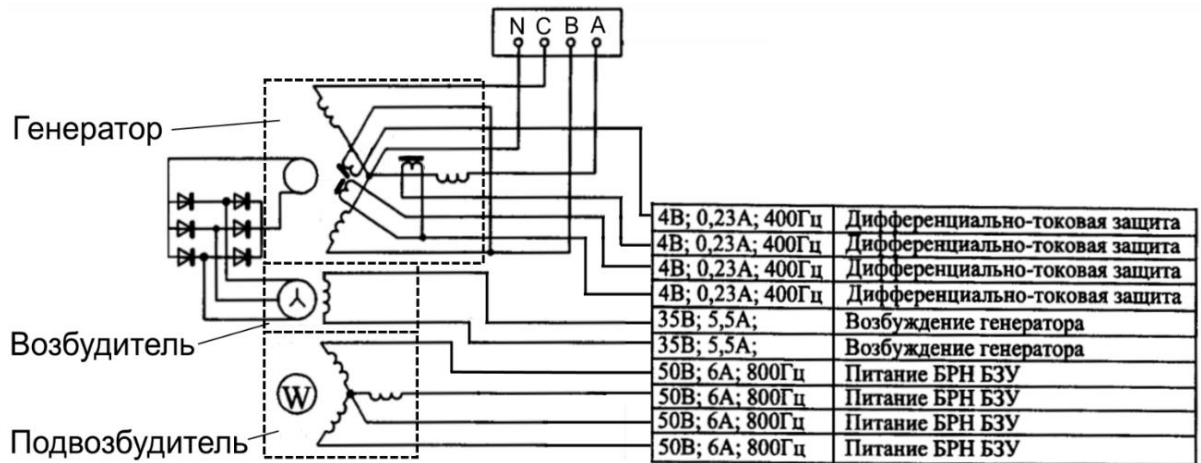 N C B A
Генератор
4В; 0,23А; 400Гц Дифференциально-токовая защита
4В; 0,23А; 400Гц Дифференциально-токовая защита
4В; 0,23А; 400Гц Дифференциально-токовая защита
4В; 0,23А; 400Гц Дифференциально-токовая защита
35В; 5,5А; Возбуждение генератора
Возбудитель
35В; 5,5А; Возбуждение генератора
50В; 6А; 800Гц Питание БРН БЗУ
W
50В; 6А; 800Гц Питание БРН БЗУ
50В; 6А; 800Гц Питание БРН БЗУ
Подвозбудитель
50В; 6А; 800Гц Питание БРН БЗУ